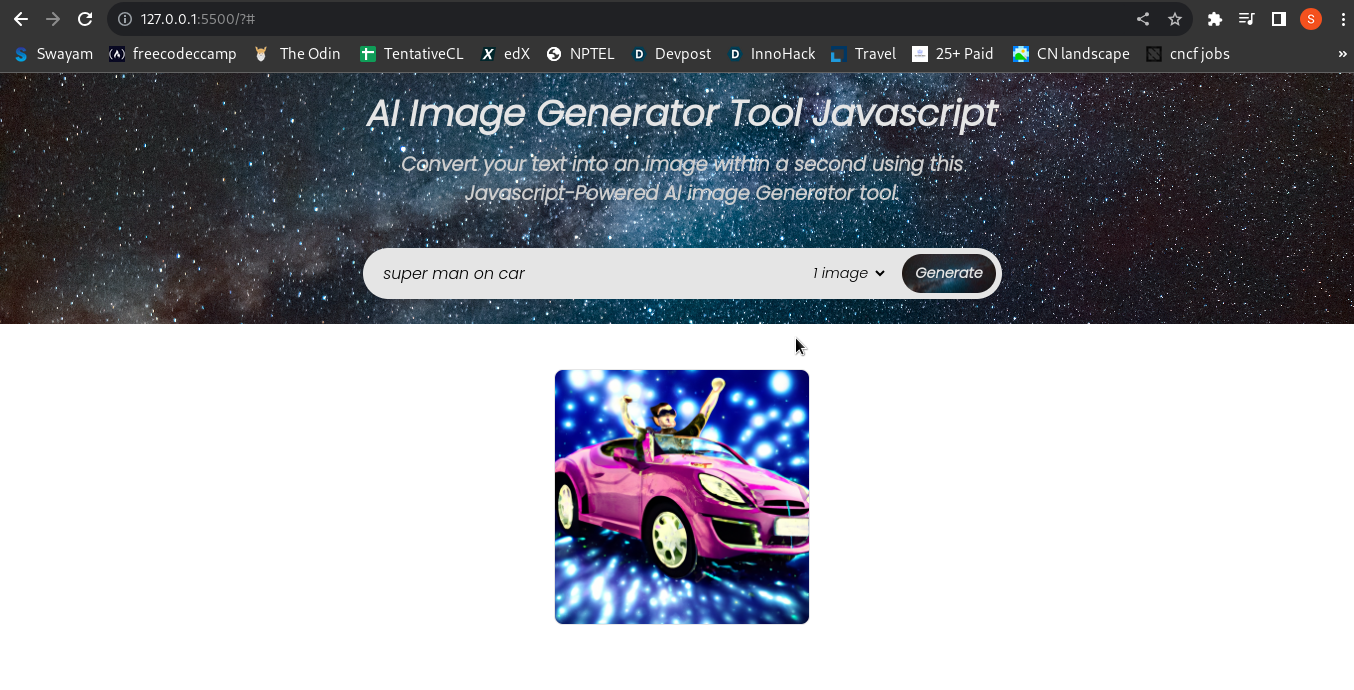 127.0.0.1:5500/?#
S
Swayam freecodeccamp The Odin TentativeCL edX NPTEL Devpost InnoHack Travel 25+ Paid CN landscape cncf jobs »
AI Image Generator Tool Javascript
Convert your text into an image within a second using this
Javascript-Powered AI image Generator tool.
super man on car 1 image Generate